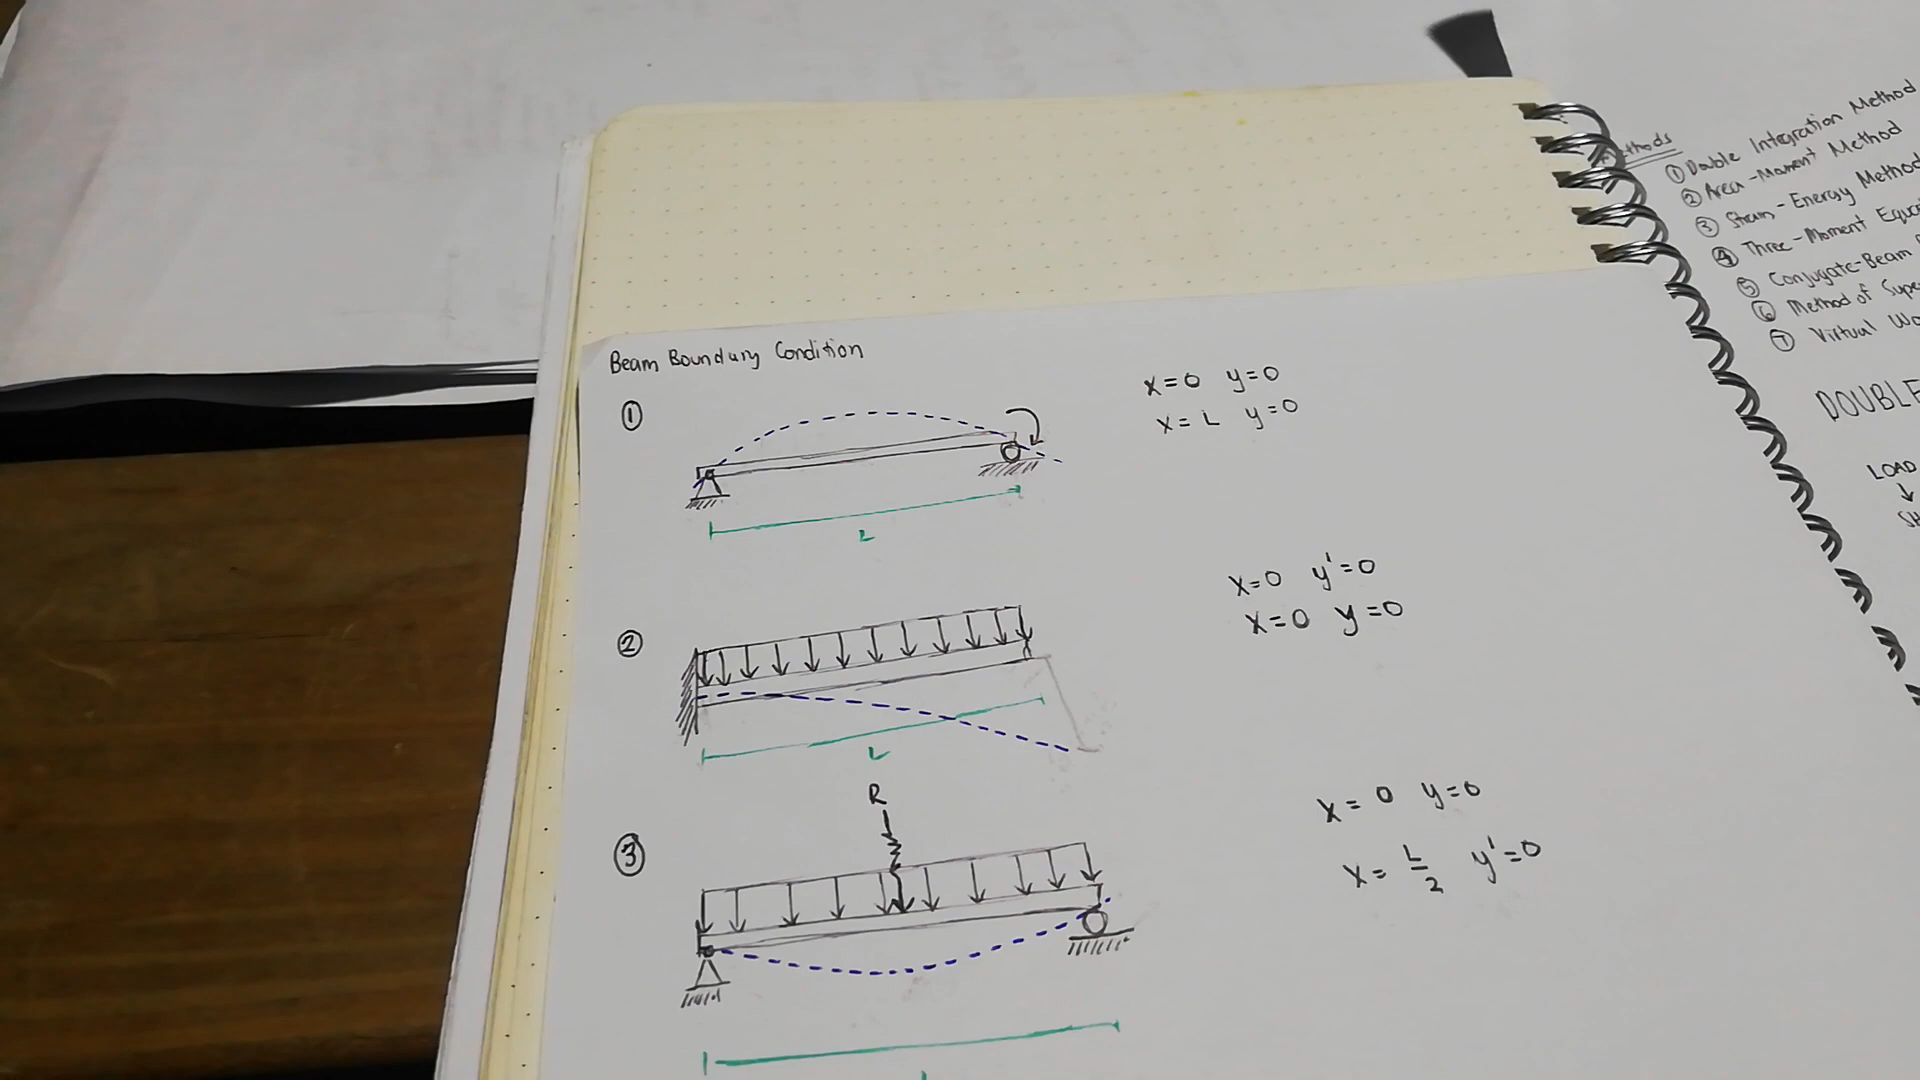 Beam Boundary Condition
①
x=0 y=0
x=L y=0
L
②
x=0 y'=0
x=0 y=0
L
③
R
x=0 y=0
x=L/2 y'=0
① Double Integration Method
② Area-Moment Method
③ Strain-Energy Method
④ Three-Moment
⑤ Conjugate-Beam
⑥ Method of
⑦ Virtual
DOUBLE
LOAD
↓